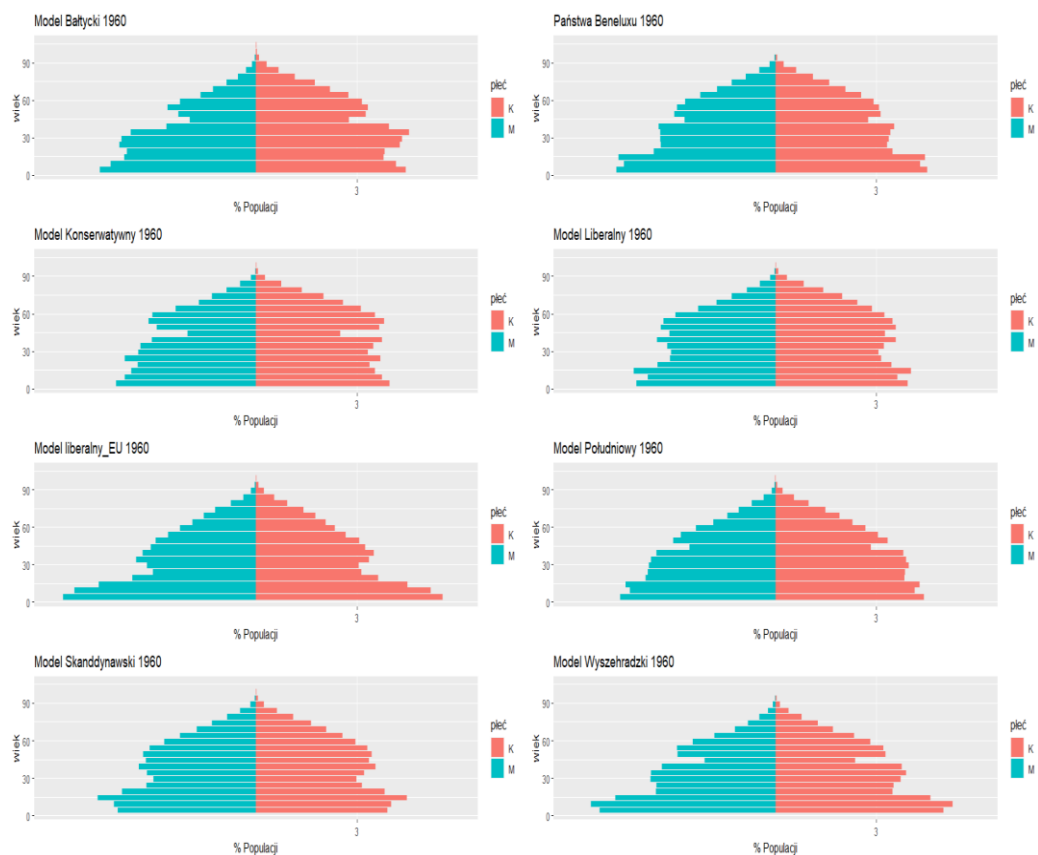 Model Bałtycki 1960
wiek
90
60
30
0
3
% Populacji
płeć
K
M
Państwa Beneluxu 1960
wiek
90
60
30
0
3
% Populacji
płeć
K
M
Model Konserwatywny 1960
wiek
90
60
30
0
3
% Populacji
płeć
K
M
Model Liberalny 1960
wiek
90
60
30
0
3
% Populacji
płeć
K
M
Model liberalny_EU 1960
wiek
90
60
30
0
3
% Populacji
płeć
K
M
Model Południowy 1960
wiek
90
60
30
0
3
% Populacji
płeć
K
M
Model Skanddynawski 1960
wiek
90
60
30
0
3
% Populacji
płeć
K
M
Model Wyszehradzki 1960
wiek
90
60
30
0
3
% Populacji
płeć
K
M